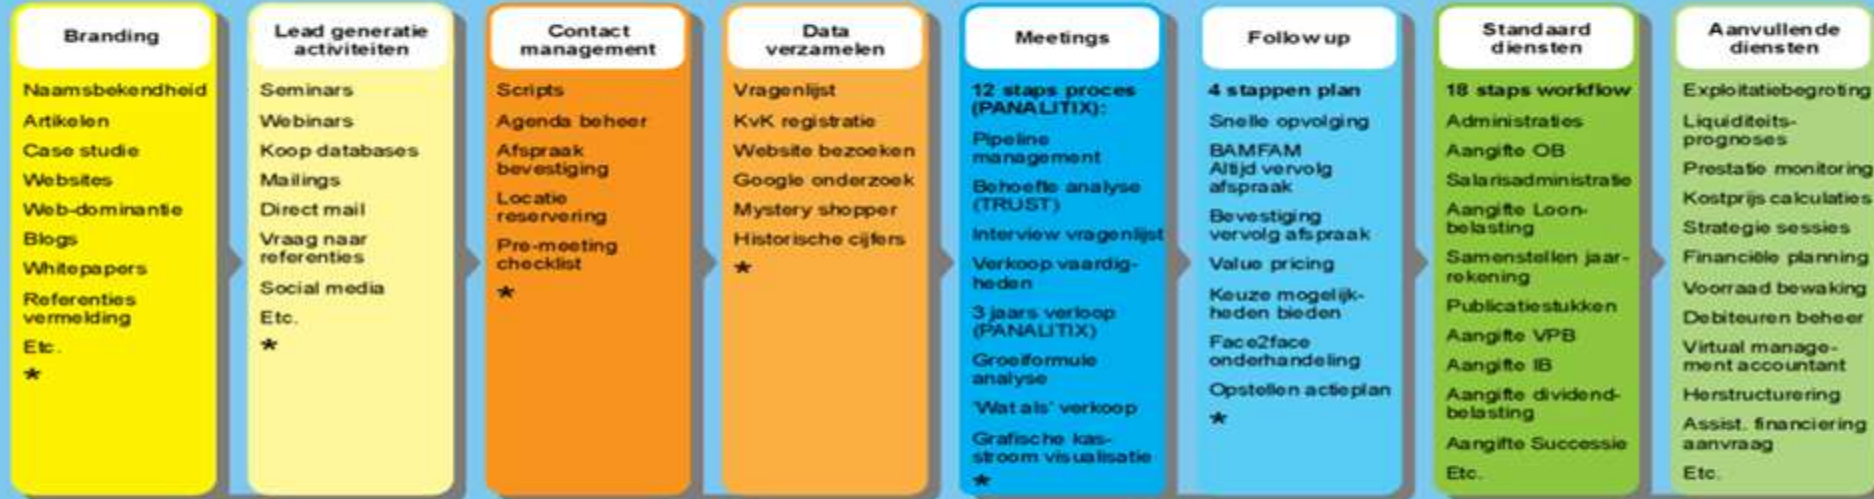 Branding
Naamsbekendheid
Artikelen
Case studie
Websites
Web-dominantie
Blogs
Whitepapers
Referenties
vermelding
Etc.
*
Lead generatie
activiteiten
Seminars
Webinars
Koop databases
Mailings
Direct mail
Vraag naar
referenties
Social media
Etc.
*
Contact
management
Scripts
Agenda beheer
Afspraak
bevestiging
Locatie
reservering
Pre-meeting
checklist
*
Data
verzamelen
Vragenlijst
KvK registratie
Website bezoeken
Google onderzoek
Mystery shopper
Historische cijfers
*
Meetings
12 staps proces
(PANALITIX):
Pipeline
management
Behoefte analyse
(TRUST)
Interview vragenlijst
Verkoop vaardig-
heden
3 jaars verloop
(PANALITIX)
Groeiformule
analyse
'Wat als' verkoop
Grafische kas-
stroom visualisatie
*
Follow up
4 stappen plan
Snelle opvolging
BAMFAM
Altijd vervolg
afspraak
Bevestiging
vervolg afspraak
Value pricing
Keuze mogelijk-
heden bieden
Face2face
onderhandeling
Opstellen actieplan
*
Standaard
diensten
18 staps workflow
Administraties
Aangifte OB
Salarisadministratie
Aangifte Loon-
belasting
Samenstellen jaar-
rekening
Publicatiestukken
Aangifte VPB
Aangifte IB
Aangifte dividend-
belasting
Aangifte Successie
Etc.
Aanvullende
diensten
Exploitatiebegroting
Liquiditeits-
prognoses
Prestatie monitoring
Kostprijs calculaties
Strategie sessies
Financiële planning
Voorraad bewaking
Debiteuren beheer
Virtual manage-
ment accountant
Herstructurering
Assist. financiering
aanvraag
Etc.